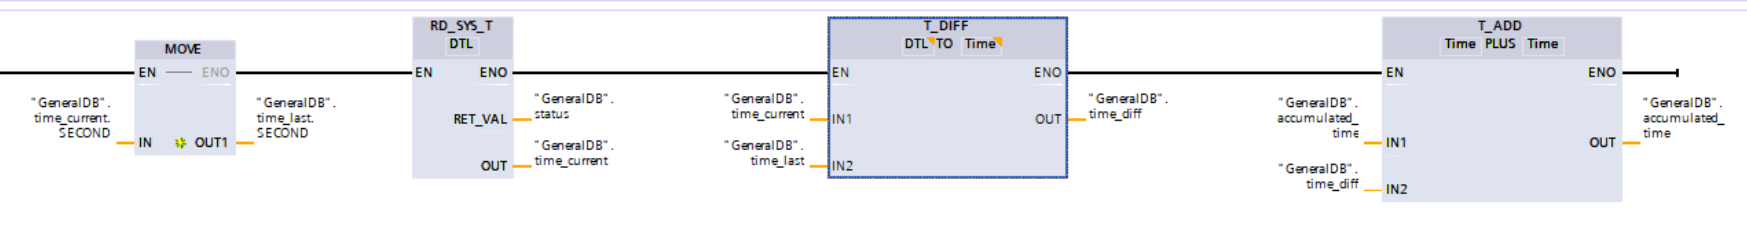 MOVE
EN
ENO
"GeneralDB".
time_current.
SECOND
IN
OUT1
"GeneralDB".
time_last.
SECOND
RD_SYS_T
DTL
EN
ENO
RET_VAL
"GeneralDB".
status
OUT
"GeneralDB".
time_current
T_DIFF
DTL TO Time
EN
ENO
"GeneralDB".
time_current
IN1
"GeneralDB".
time_last
IN2
OUT
"GeneralDB".
time_diff
T_ADD
Time PLUS Time
EN
ENO
"GeneralDB".
accumulated_
time
IN1
"GeneralDB".
time_diff
IN2
OUT
"GeneralDB".
accumulated_
time